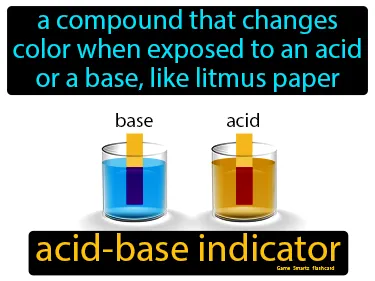 a compound that changes
color when exposed to an acid
or a base, like litmus paper
base acid
acid-base indicator
Game Smartz flashcard